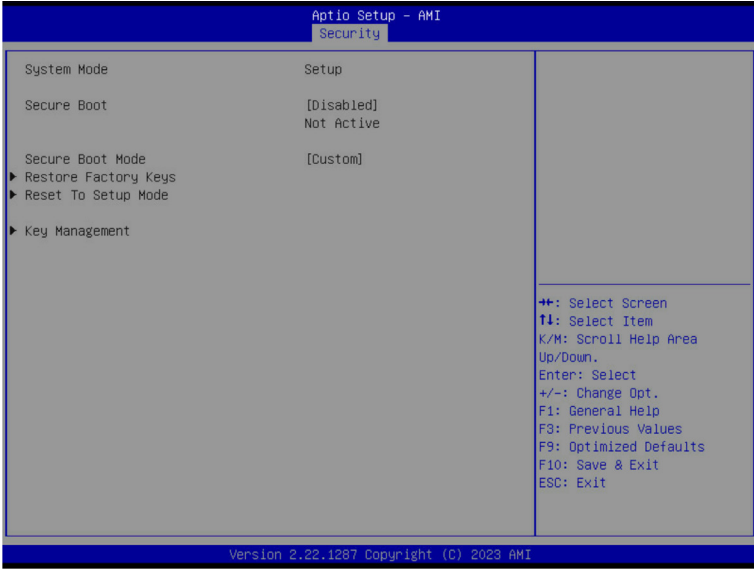 Aptio Setup – AMI
Security
System Mode Setup
Secure Boot [Disabled]
Not Active
Secure Boot Mode [Custom]
▶ Restore Factory Keys
▶ Reset To Setup Mode
▶ Key Management
→←: Select Screen
↑↓: Select Item
K/M: Scroll Help Area
Up/Down.
Enter: Select
+/-: Change Opt.
F1: General Help
F3: Previous Values
F9: Optimized Defaults
F10: Save & Exit
ESC: Exit
Version 2.22.1287 Copyright (C) 2023 AMI